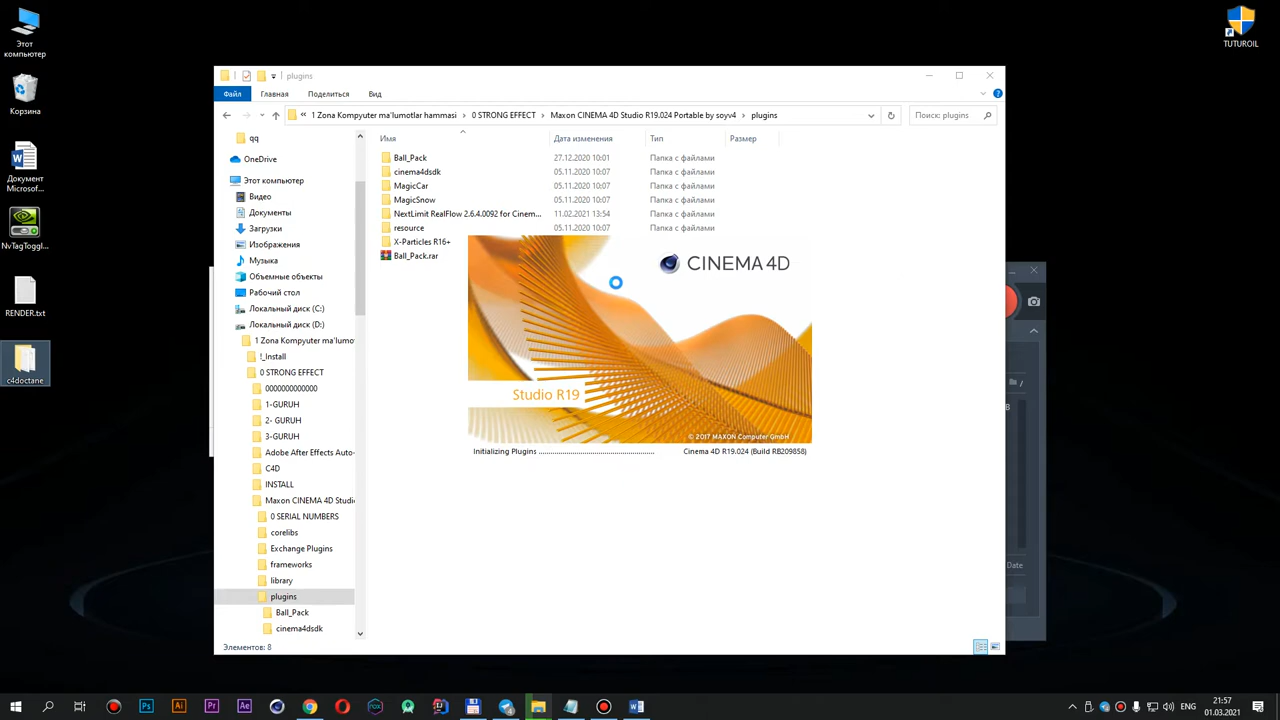 Этот компьютер
Корзина
Документ Microsof...
NvTagToggl...
RENDER.txt
c4doctane
TUTUROIL
plugins
Файл
Главная
Поделиться
Вид
« 1 Zona Kompyuter ma'lumotlar hammasi › 0 STRONG EFFECT › Maxon CINEMA 4D Studio R19.024 Portable by soyv4 › plugins
Поиск: plugins
qq
OneDrive
Этот компьютер
Видео
Документы
Загрузки
Изображения
Музыка
Объемные объекты
Рабочий стол
Локальный диск (C:)
Локальный диск (D:)
1 Zona Kompyuter ma'lumot
!_Install
0 STRONG EFFECT
0000000000000
1-GURUH
2- GURUH
3-GURUH
Adobe After Effects Auto-
C4D
INSTALL
Maxon CINEMA 4D Studi
0 SERIAL NUMBERS
corelibs
Exchange Plugins
frameworks
library
plugins
Ball_Pack
cinema4dsdk
Имя Дата изменения Тип Размер
Ball_Pack 27.12.2020 10:01 Папка с файлами
cinema4dsdk 05.11.2020 10:07 Папка с файлами
MagicCar 05.11.2020 10:07 Папка с файлами
MagicSnow 05.11.2020 10:07 Папка с файлами
NextLimit RealFlow 2.6.4.0092 for Cinem... 11.02.2021 13:54 Папка с файлами
resource 05.11.2020 10:07 Папка с файлами
X-Particles R16+
Ball_Pack.rar
CINEMA 4D
Studio R19
© 2017 MAXON Computer GmbH
Initializing Plugins ..................................................
Cinema 4D R19.024 (Build RB209858)
Date
Элементов: 8
Ps
Ai
Pr
Ae
W
ENG
21:57
01.03.2021